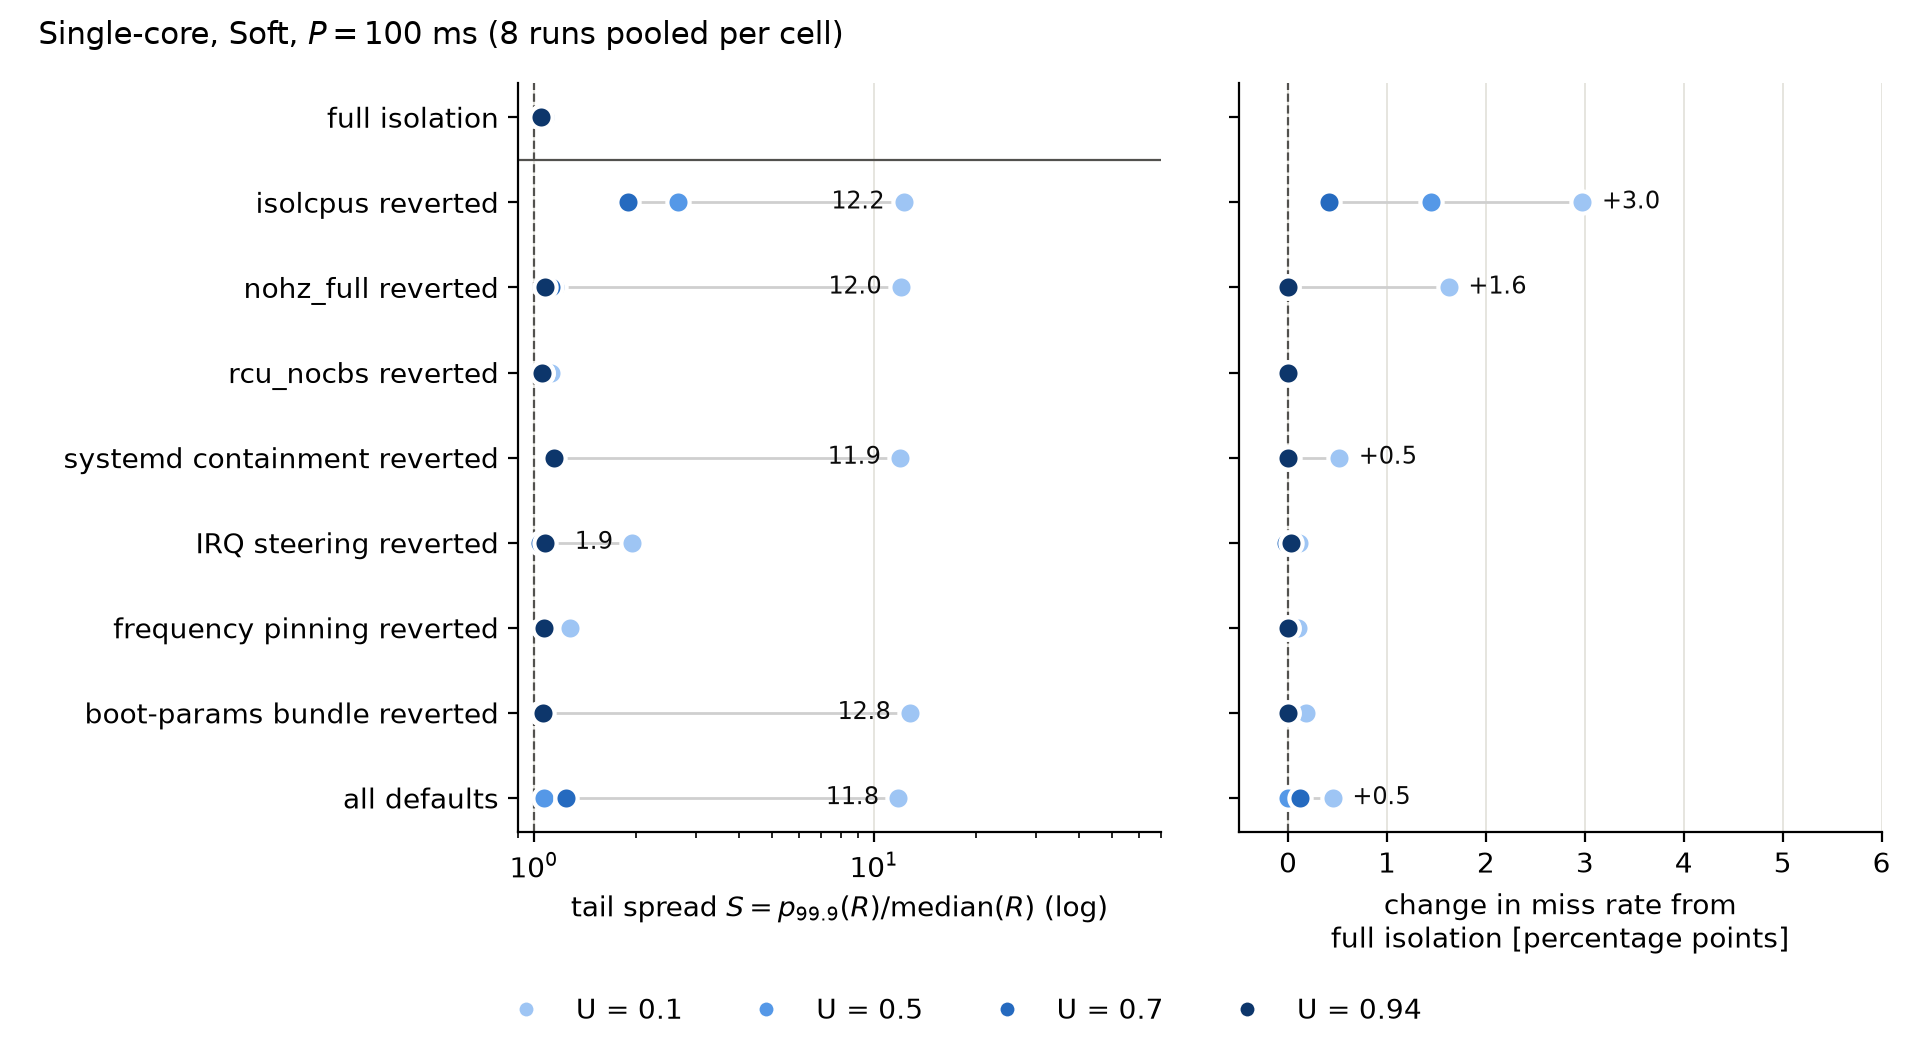 Single-core, Soft, P = 100 ms (8 runs pooled per cell)
full isolation
isolcpus reverted
12.2
+3.0
nohz_full reverted
12.0
+1.6
rcu_nocbs reverted
systemd containment reverted
11.9
+0.5
IRQ steering reverted
1.9
frequency pinning reverted
boot-params bundle reverted
12.8
all defaults
11.8
+0.5
10⁰ 10¹
tail spread S = p₉₉.₉(R)/median(R) (log)
0 1 2 3 4 5 6
change in miss rate from
full isolation [percentage points]
U = 0.1 U = 0.5 U = 0.7 U = 0.94